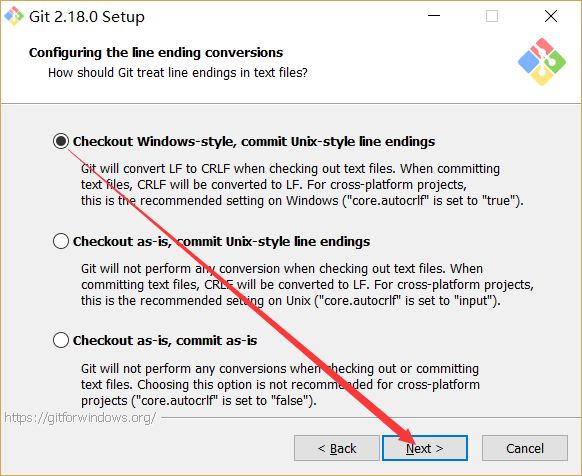 Git 2.18.0 Setup
Configuring the line ending conversions
How should Git treat line endings in text files?
Checkout Windows-style, commit Unix-style line endings
Git will convert LF to CRLF when checking out text files. When committing
text files, CRLF will be converted to LF. For cross-platform projects,
this is the recommended setting on Windows ("core.autocrlf" is set to "true").
Checkout as-is, commit Unix-style line endings
Git will not perform any conversion when checking out text files. When
committing text files, CRLF will be converted to LF. For cross-platform projects,
this is the recommended setting on Unix ("core.autocrlf" is set to "input").
Checkout as-is, commit as-is
Git will not perform any conversions when checking out or committing
text files. Choosing this option is not recommended for cross-platform
projects ("core.autocrlf" is set to "false").
https://gitforwindows.org/
< Back
Next >
Cancel